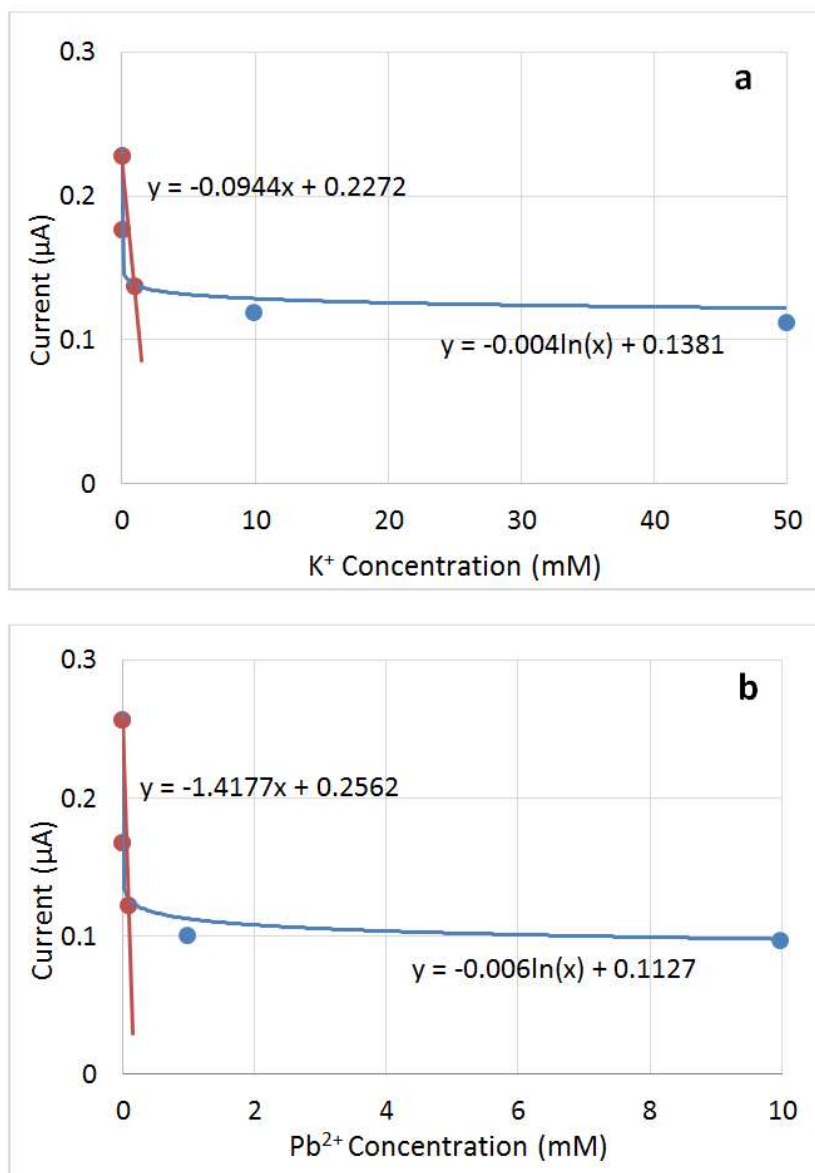 a
0.3
0.2
0.1
0
Current (µA)
y = -0.0944x + 0.2272
y = -0.004ln(x) + 0.1381
0 10 20 30 40 50
K⁺ Concentration (mM)
b
0.3
0.2
0.1
0
Current (µA)
y = -1.4177x + 0.2562
y = -0.006ln(x) + 0.1127
0 2 4 6 8 10
Pb²⁺ Concentration (mM)